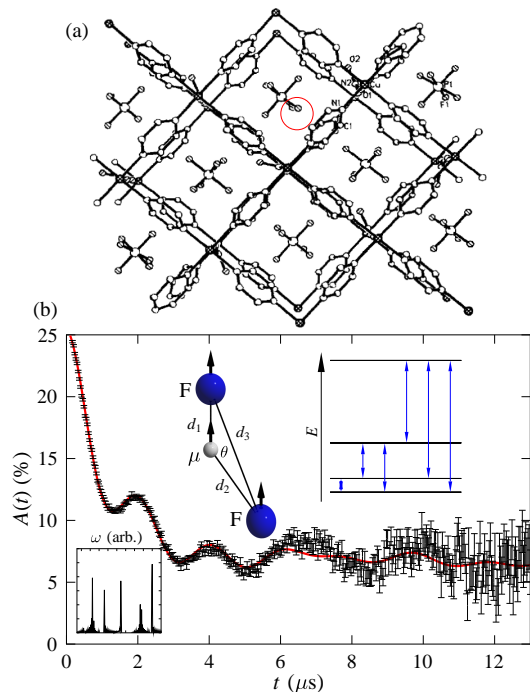 (a)
O2
N2
Cu
O1
N1
C1
P1
F1
(b)
25
20
15
10
5
0
A(t) (%)
F
d₁
d₃
μ
θ
d₂
F
E
ω (arb.)
0 2 4 6 8 10 12
t (μs)